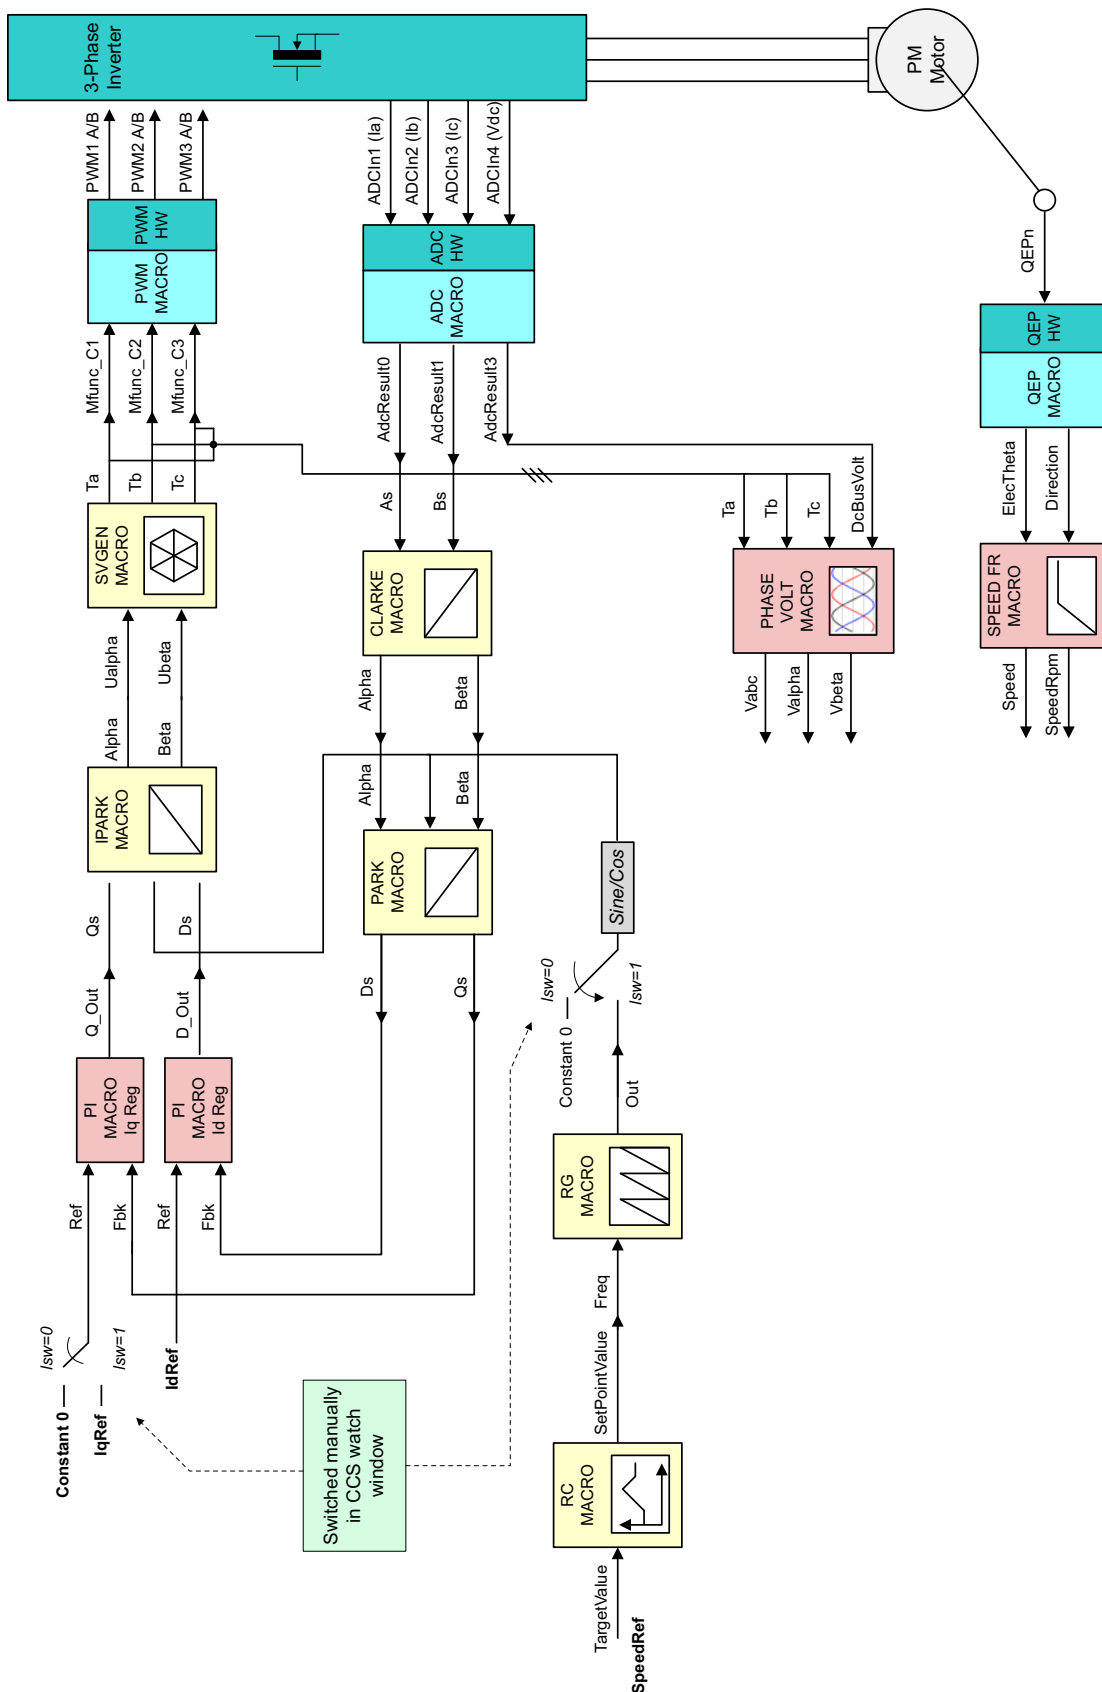 Constant 0
Isw=0
IqRef
Isw=1
Ref
Fbk
PI
MACRO
Iq Reg
Q_Out
Qs
IdRef
Ref
Fbk
PI
MACRO
Id Reg
D_Out
Ds
IPARK
MACRO
Alpha
Beta
Ualpha
Ubeta
SVGEN
MACRO
Ta
Tb
Tc
Mfunc_C1
Mfunc_C2
Mfunc_C3
PWM
MACRO
PWM
HW
PWM1 A/B
PWM2 A/B
PWM3 A/B
3-Phase
Inverter
Switched manually
in CCS watch
window
Ds
Qs
PARK
MACRO
Alpha
Beta
Alpha
Beta
CLARKE
MACRO
As
Bs
AdcResult0
AdcResult1
AdcResult3
ADC
MACRO
ADC
HW
ADCIn1 (Ia)
ADCIn2 (Ib)
ADCIn3 (Ic)
ADCIn4 (Vdc)
TargetValue
SpeedRef
RC
MACRO
SetPointValue
Freq
RG
MACRO
Out
Constant 0
Isw=0
Isw=1
Sine/Cos
Vabc
Valpha
Vbeta
PHASE
VOLT
MACRO
Ta
Tb
Tc
DcBusVolt
PM
Motor
Speed
SpeedRpm
SPEED FR
MACRO
ElecTheta
Direction
QEP
MACRO
QEP
HW
QEPn